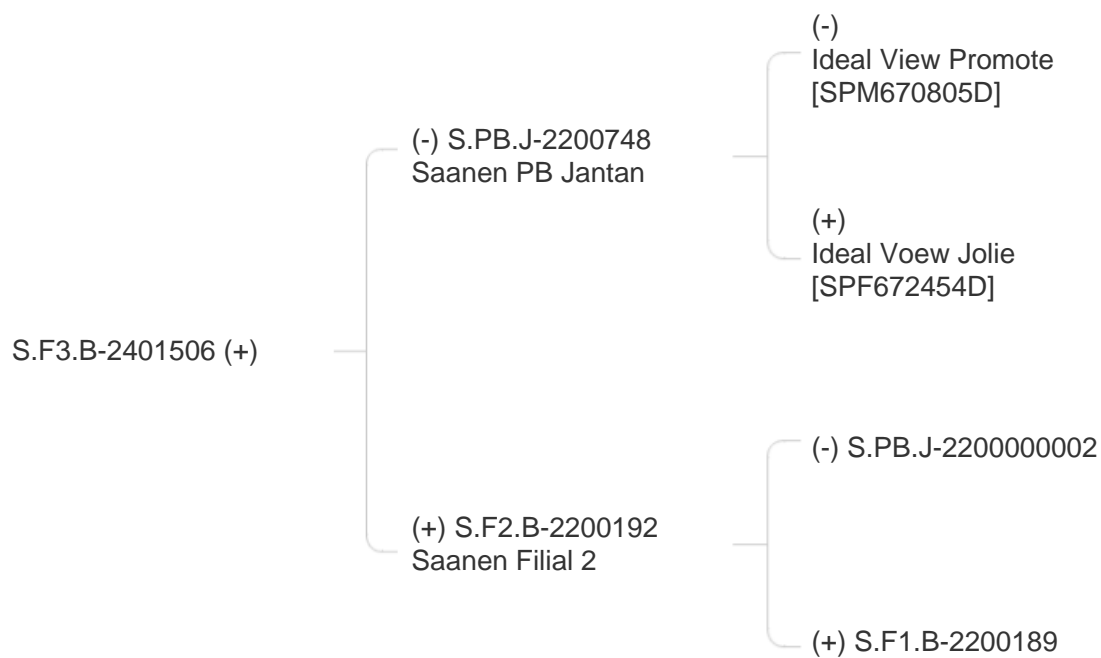 (-)
Ideal View Promote
[SPM670805D]
(-) S.PB.J-2200748
Saanen PB Jantan
(+)
Ideal Voew Jolie
[SPF672454D]
S.F3.B-2401506 (+)
(-) S.PB.J-2200000002
(+) S.F2.B-2200192
Saanen Filial 2
(+) S.F1.B-2200189